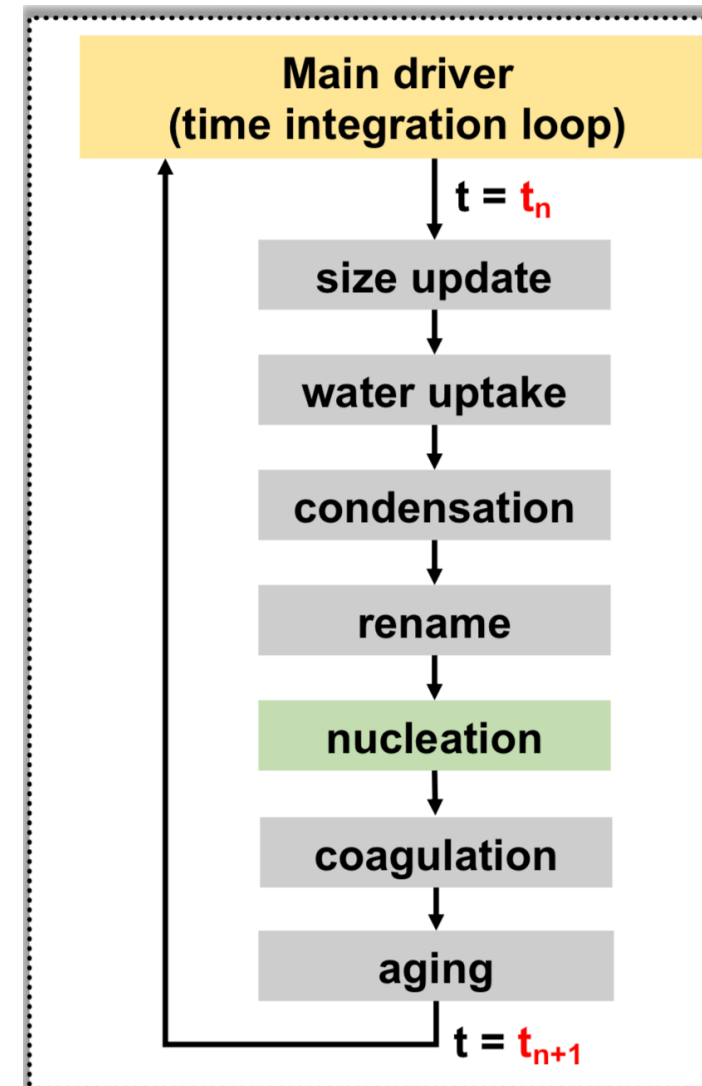 Main driver
(time integration loop)
t = tₙ
size update
water uptake
condensation
rename
nucleation
coagulation
aging
t = tₙ₊₁